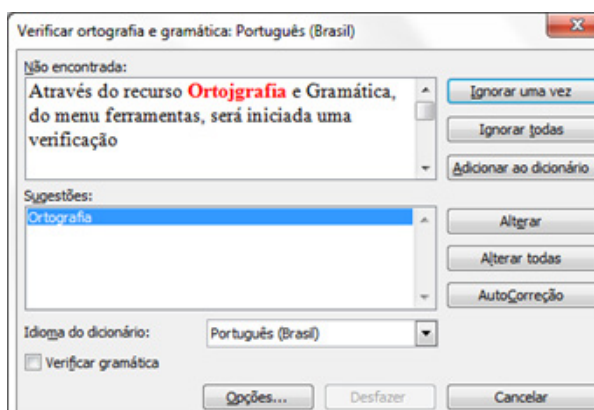 Verificar ortografia e gramática: Português (Brasil)
Não encontrada:
Através do recurso Ortojgrafia e Gramática,
do menu ferramentas, será iniciada uma
verificação
Ignorar uma vez
Ignorar todas
Adicionar ao dicionário
Sugestões:
Ortografia
Alterar
Alterar todas
AutoCorreção
Idioma do dicionário:
Português (Brasil)
Verificar gramática
Opções...
Desfazer
Cancelar